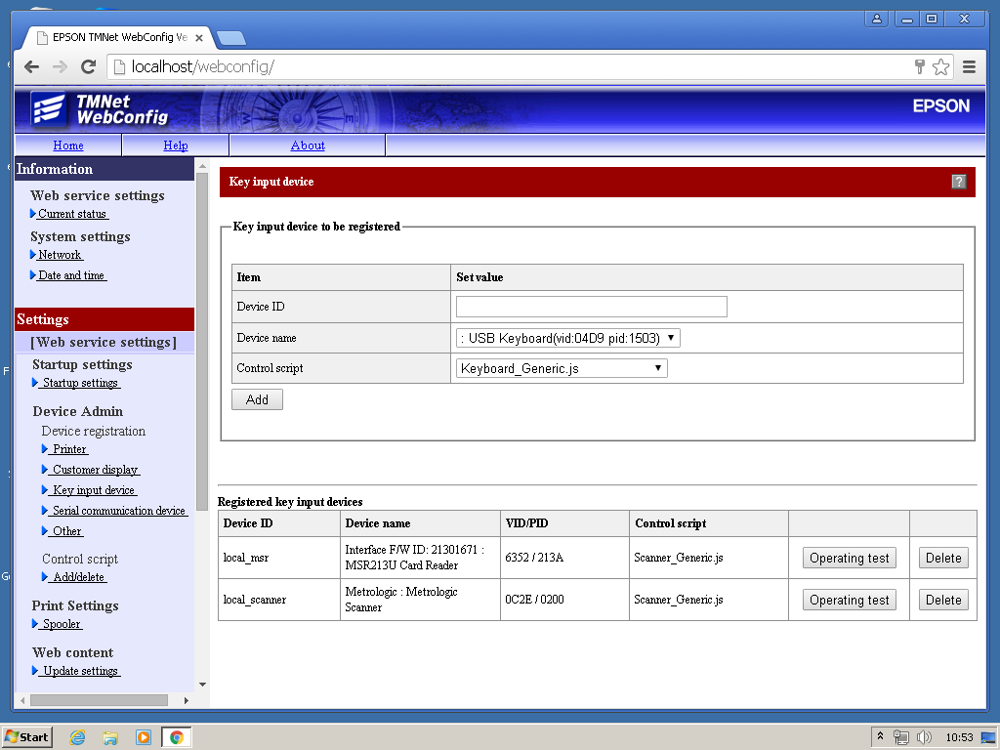 EPSON TMNet WebConfig Ve
localhost/webconfig/
TMNet
WebConfig
EPSON
Home Help About
Information
Web service settings
Current status
System settings
Network
Date and time
Settings
[Web service settings]
Startup settings
Startup settings
Device Admin
Device registration
Printer
Customer display
Key input device
Serial communication device
Other
Control script
Add/delete
Print Settings
Spooler
Web content
Update settings
Key input device ?
Key input device to be registered
Item Set value
Device ID
Device name : USB Keyboard(vid:04D9 pid:1503)
Control script Keyboard_Generic.js
Add
Registered key input devices
Device ID Device name VID/PID Control script
local_msr Interface F/W ID: 21301671 : MSR213U Card Reader 6352 / 213A Scanner_Generic.js Operating test Delete
local_scanner Metrologic : Metrologic Scanner 0C2E / 0200 Scanner_Generic.js Operating test Delete
Start 10:53